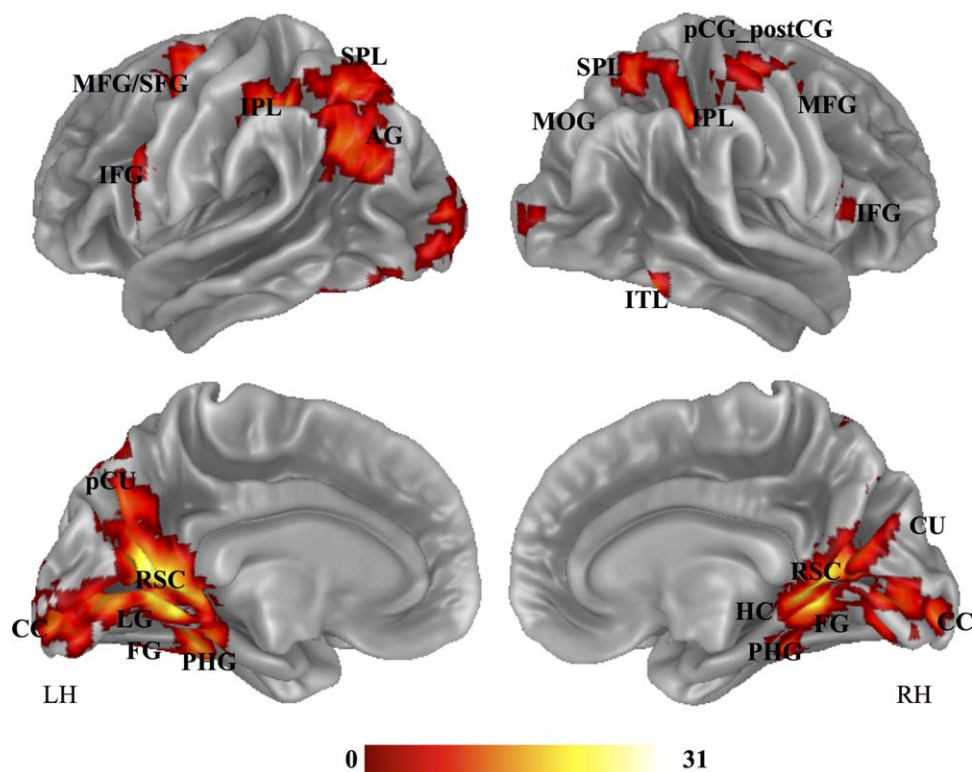 SPL
MFG/SFG
IPL
AG
IFG
pCG_postCG
SPL
MFG
MOG
IPL
IFG
ITL
pCU
RSC
LG
CC
FG
PHG
LH
CU
RSC
HC
FG
CC
PHG
RH
0 31